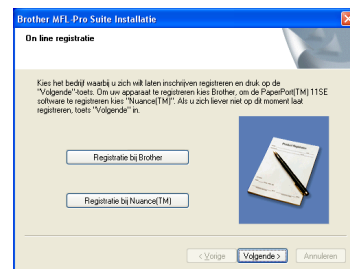 Brother MFL-Pro Suite Installatie
On line registratie
Kies het bedrijf waarbij u zich wilt laten inschrijven registreren en druk op de
"Volgende"-toets. Om uw apparaat te registreren kies Brother, om de PaperPort(TM) 11SE
software te registreren kies "Nuance(TM)". Als u zich liever niet op dit moment laat
registreren, toets "Volgende" in.
Registratie bij Brother
Registratie bij Nuance(TM)
< Vorige
Volgende >
Annuleren